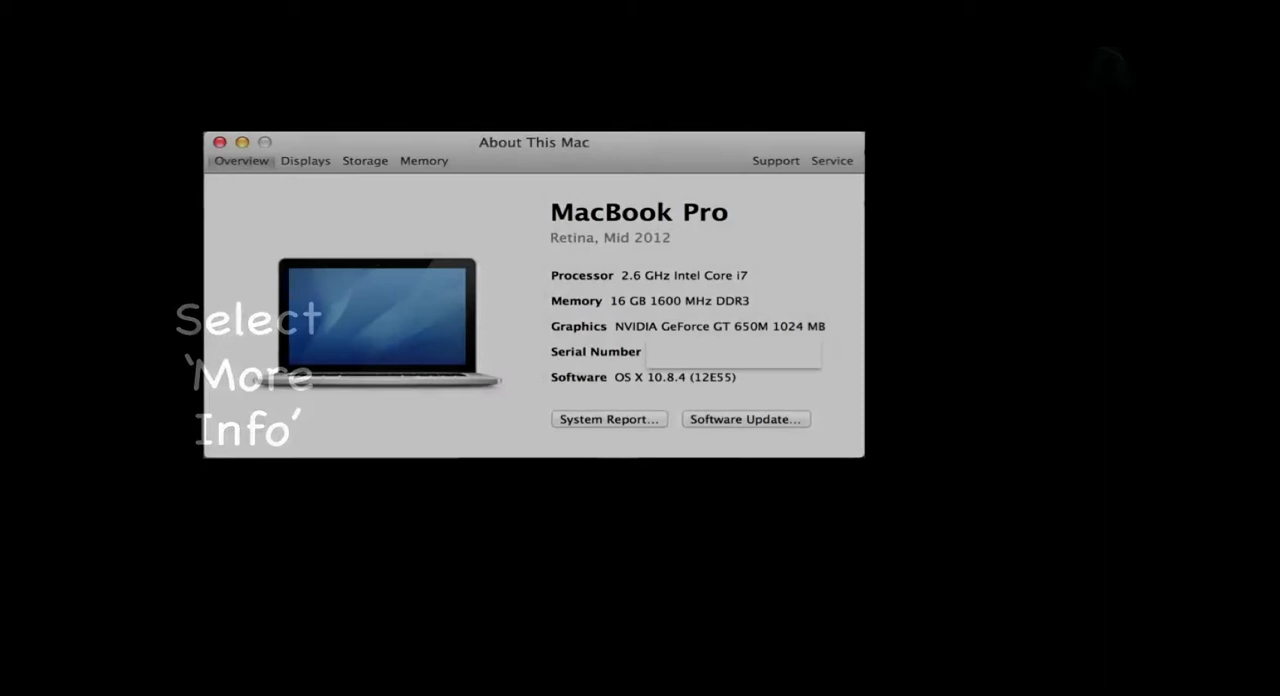 About This Mac
Overview Displays Storage Memory Support Service
MacBook Pro
Retina, Mid 2012
Processor 2.6 GHz Intel Core i7
Memory 16 GB 1600 MHz DDR3
Graphics NVIDIA GeForce GT 650M 1024 MB
Serial Number
Software OS X 10.8.4 (12E55)
System Report... Software Update...
Select
‘More
Info’